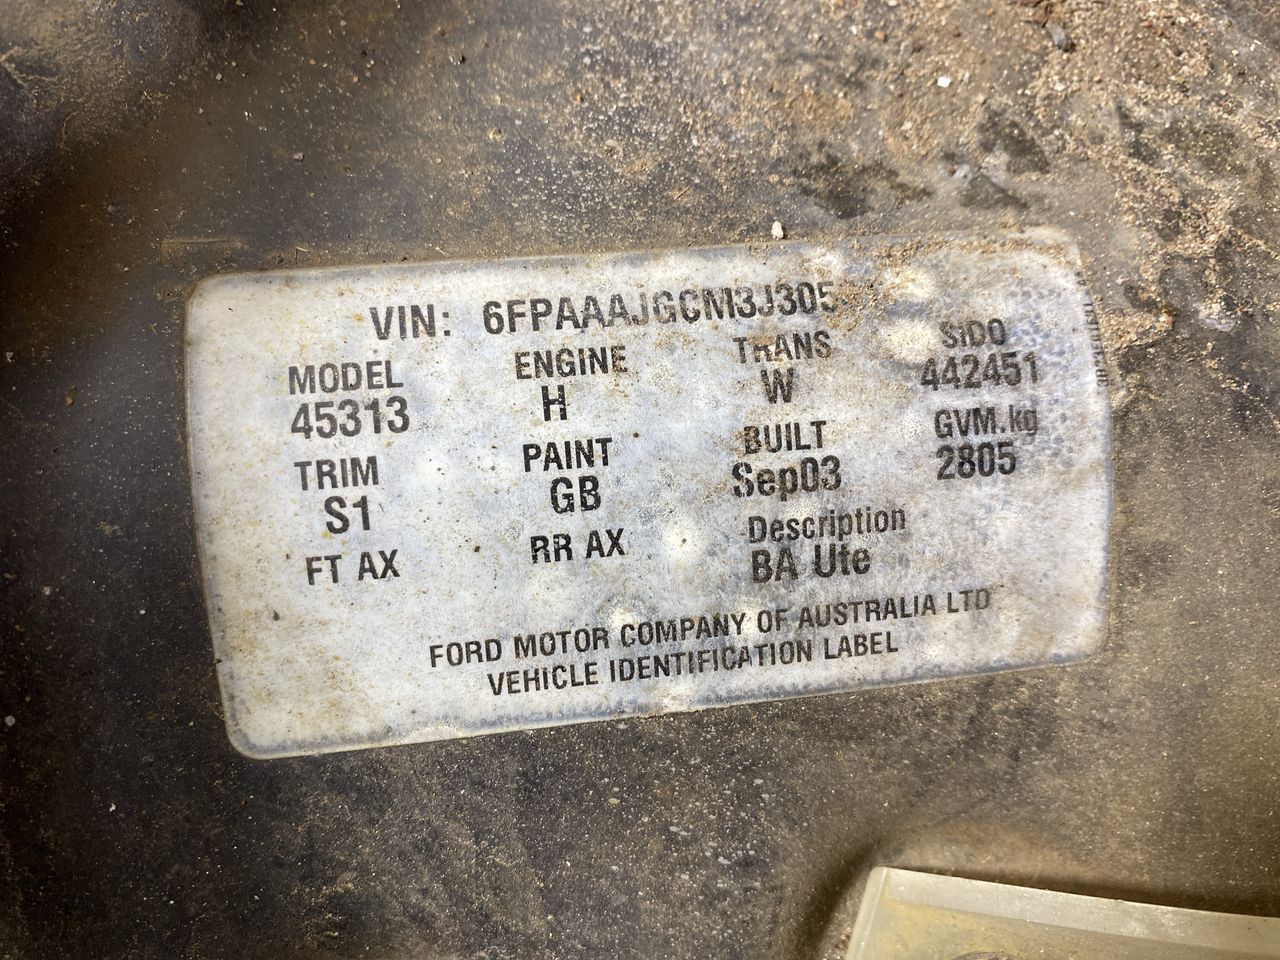 VIN: 6FPAAAJGCM3J305
MODEL ENGINE TRANS SIDO
45313 H W 442451
TRIM PAINT BUILT GVM.kg
S1 GB Sep03 2805
FT AX RR AX Description
BA Ute
FORD MOTOR COMPANY OF AUSTRALIA LTD
VEHICLE IDENTIFICATION LABEL